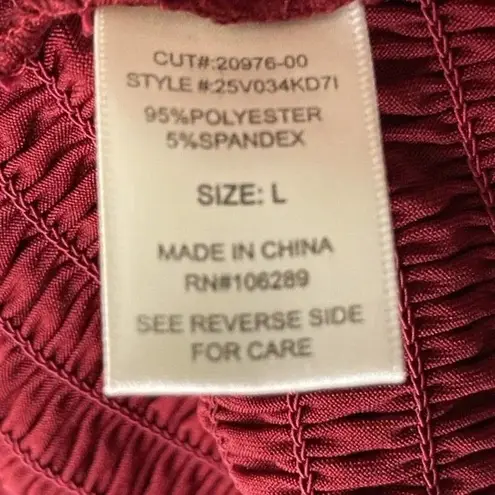 CUT#:20976-00
STYLE #:25V034KD7I
95%POLYESTER
5%SPANDEX
SIZE: L
MADE IN CHINA
RN#106289
SEE REVERSE SIDE
FOR CARE